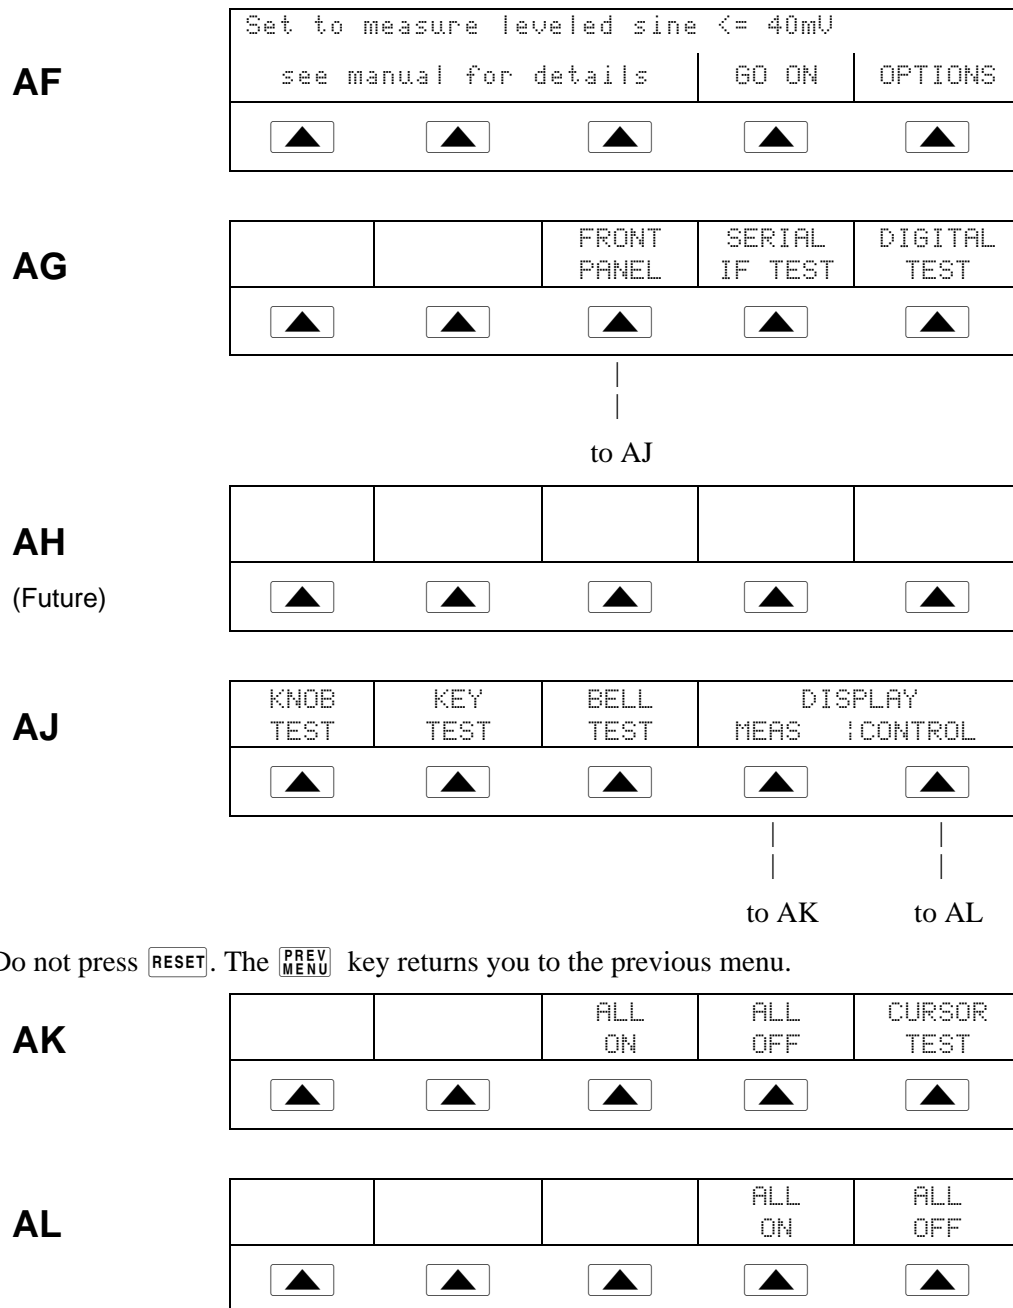 Set to measure leveled sine <= 40mV
AF
see manual for details GO ON OPTIONS
AG
FRONT PANEL SERIAL IF TEST DIGITAL TEST
to AJ
AH
(Future)
AJ
KNOB TEST KEY TEST BELL TEST DISPLAY MEAS ¦CONTROL
to AK to AL
Do not press RESET. The PREV MENU key returns you to the previous menu.
AK
ALL ON ALL OFF CURSOR TEST
AL
ALL ON ALL OFF